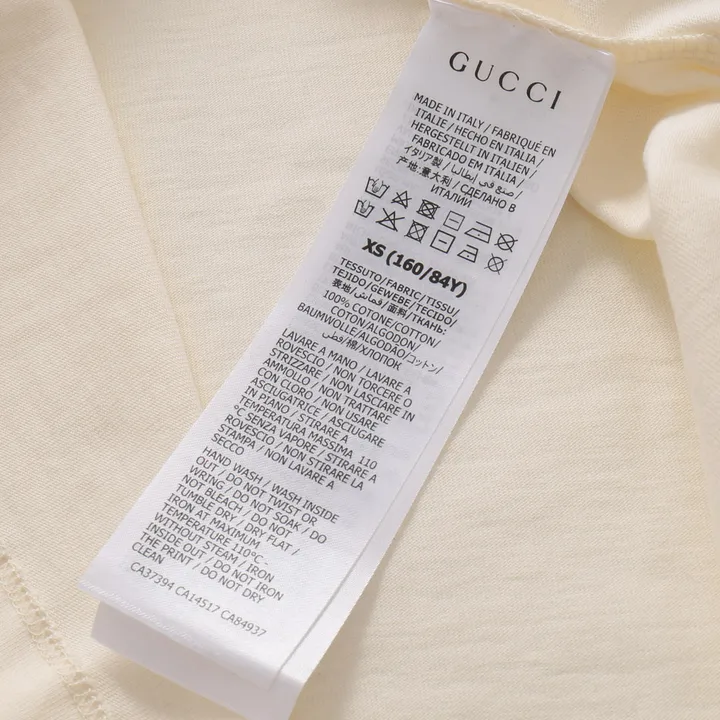 GUCCI
MADE IN ITALY / FABRIQUÉ EN
ITALIE / HECHO EN ITALIA /
HERGESTELLT IN ITALIEN /
FABRICADO EM ITÁLIA /
イタリア製 / صنع في إيطاليا /
产地:意大利 / СДЕЛАНО В
ИТАЛИИ
XS (160/84Y)
TESSUTO/FABRIC/TISSU/
TEJIDO/GEWEBE/TECIDO/
表地/قماش/面料/ТКАНЬ:
100% COTONE/COTTON/
COTON/ALGODON/
BAUMWOLLE/ALGODÃO/コットン/
قطن/棉/ХЛОПОК
LAVARE A MANO / LAVARE A
ROVESCIO / NON TORCERE O
STRIZZARE / NON LASCIARE IN
AMMOLLO / NON TRATTARE
CON CLORO / NON USARE
ASCIUGATRICE / ASCIUGARE
IN PIANO / STIRARE A
TEMPERATURA MASSIMA 110
°C SENZA VAPORE / STIRARE A
ROVESCIO / NON STIRARE LA
STAMPA / NON LAVARE A
SECCO
HAND WASH / WASH INSIDE
OUT / DO NOT TWIST OR
WRING / DO NOT SOAK / DO
NOT BLEACH / DO NOT
TUMBLE DRY / DRY FLAT /
IRON AT MAXIMUM
TEMPERATURE 110°C -
WITHOUT STEAM / IRON
INSIDE OUT / DO NOT IRON
THE PRINT / DO NOT DRY
CLEAN
CA37394 CA14517 CA84937